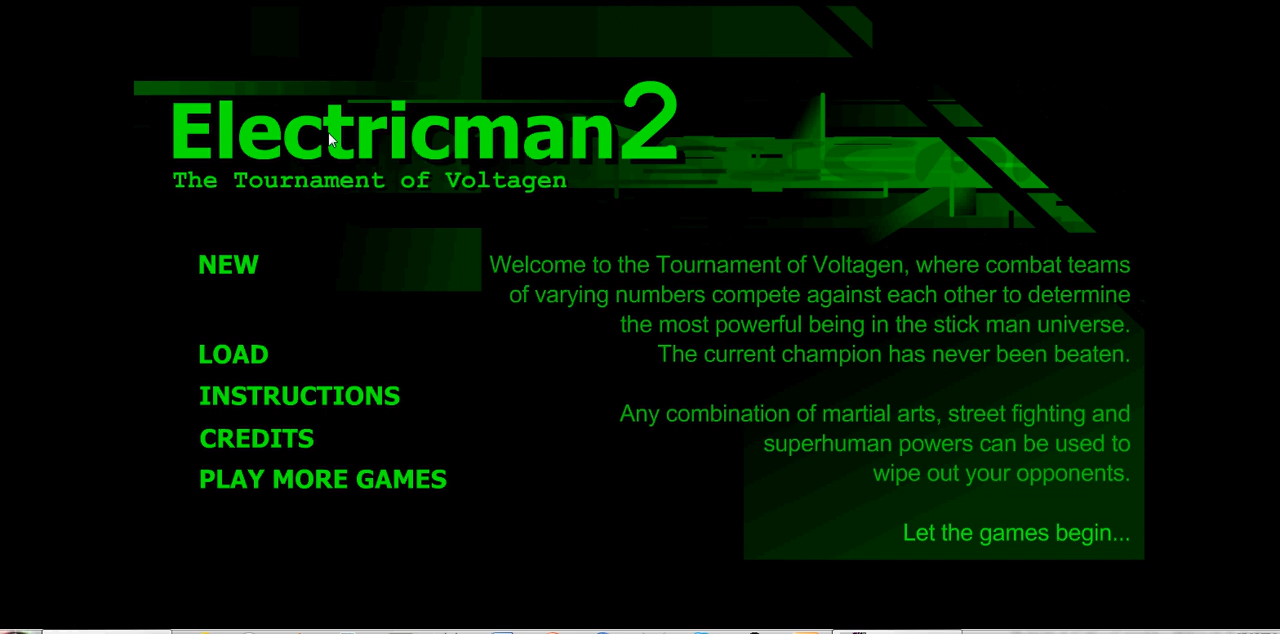 Electricman2
The Tournament of Voltagen
NEW
LOAD
INSTRUCTIONS
CREDITS
PLAY MORE GAMES
Welcome to the Tournament of Voltagen, where combat teams
of varying numbers compete against each other to determine
the most powerful being in the stick man universe.
The current champion has never been beaten.
Any combination of martial arts, street fighting and
superhuman powers can be used to
wipe out your opponents.
Let the games begin...